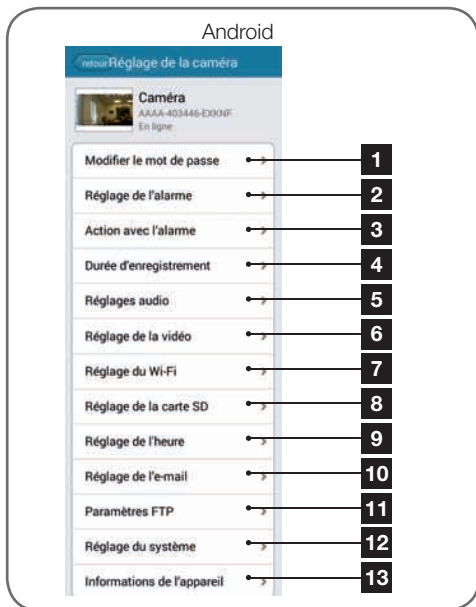 Android
retour Réglage de la caméra
Caméra
AAAA-403446-EXKNF
En ligne
Modifier le mot de passe 1
Réglage de l'alarme 2
Action avec l'alarme 3
Durée d'enregistrement 4
Réglages audio 5
Réglage de la vidéo 6
Réglage du Wi-Fi 7
Réglage de la carte SD 8
Réglage de l'heure 9
Réglage de l'e-mail 10
Paramètres FTP 11
Réglage du système 12
Informations de l'appareil 13